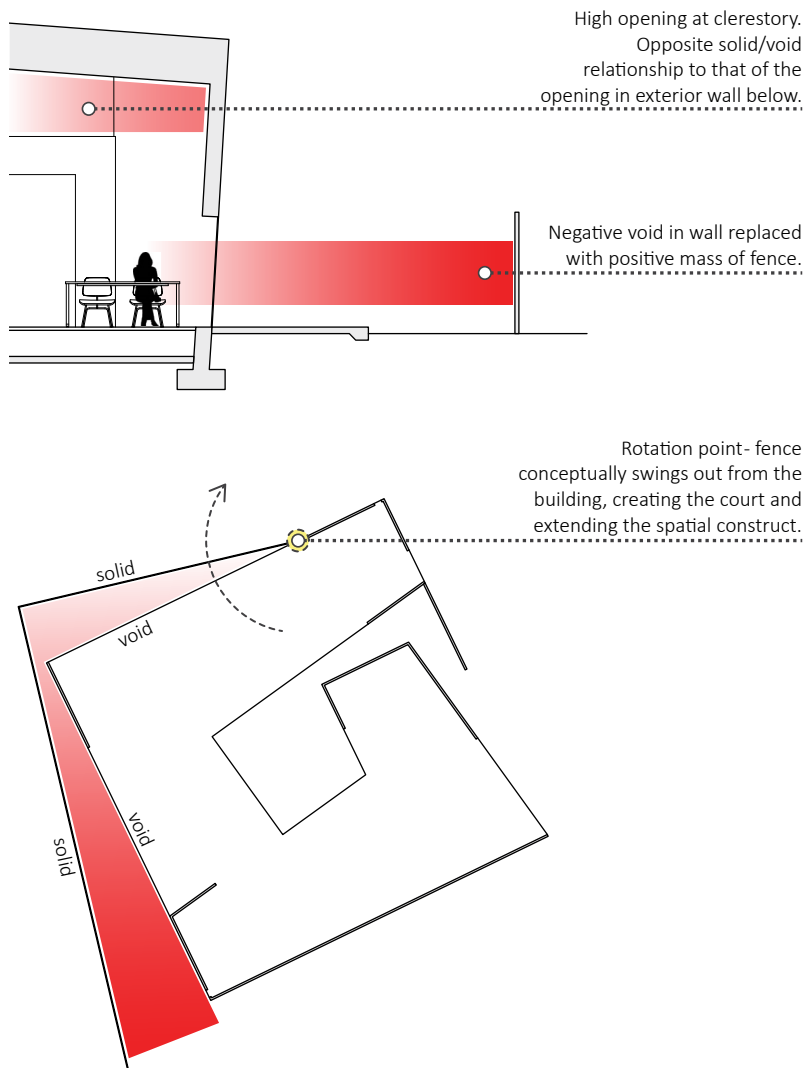 High opening at clerestory.
Opposite solid/void
relationship to that of the
opening in exterior wall below.
Negative void in wall replaced
with positive mass of fence.
Rotation point- fence
conceptually swings out from the
building, creating the court and
extending the spatial construct.
solid
void
void
solid